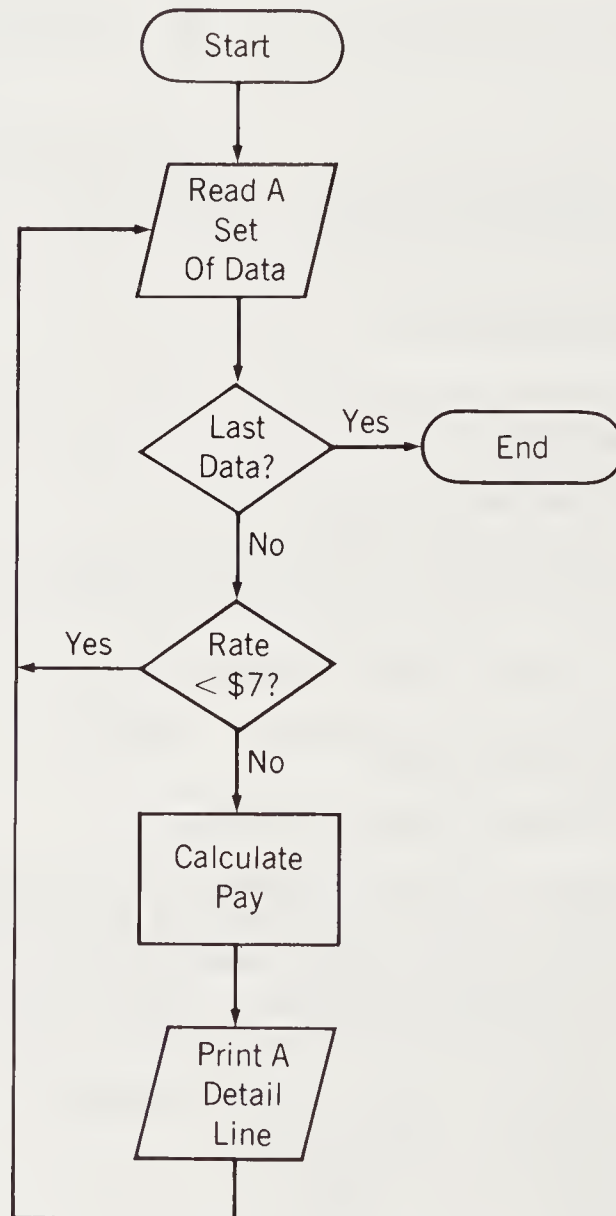 Start
Read A
Set
Of Data
Last
Data?
Yes
End
No
Rate
< $7?
Yes
No
Calculate
Pay
Print A
Detail
Line